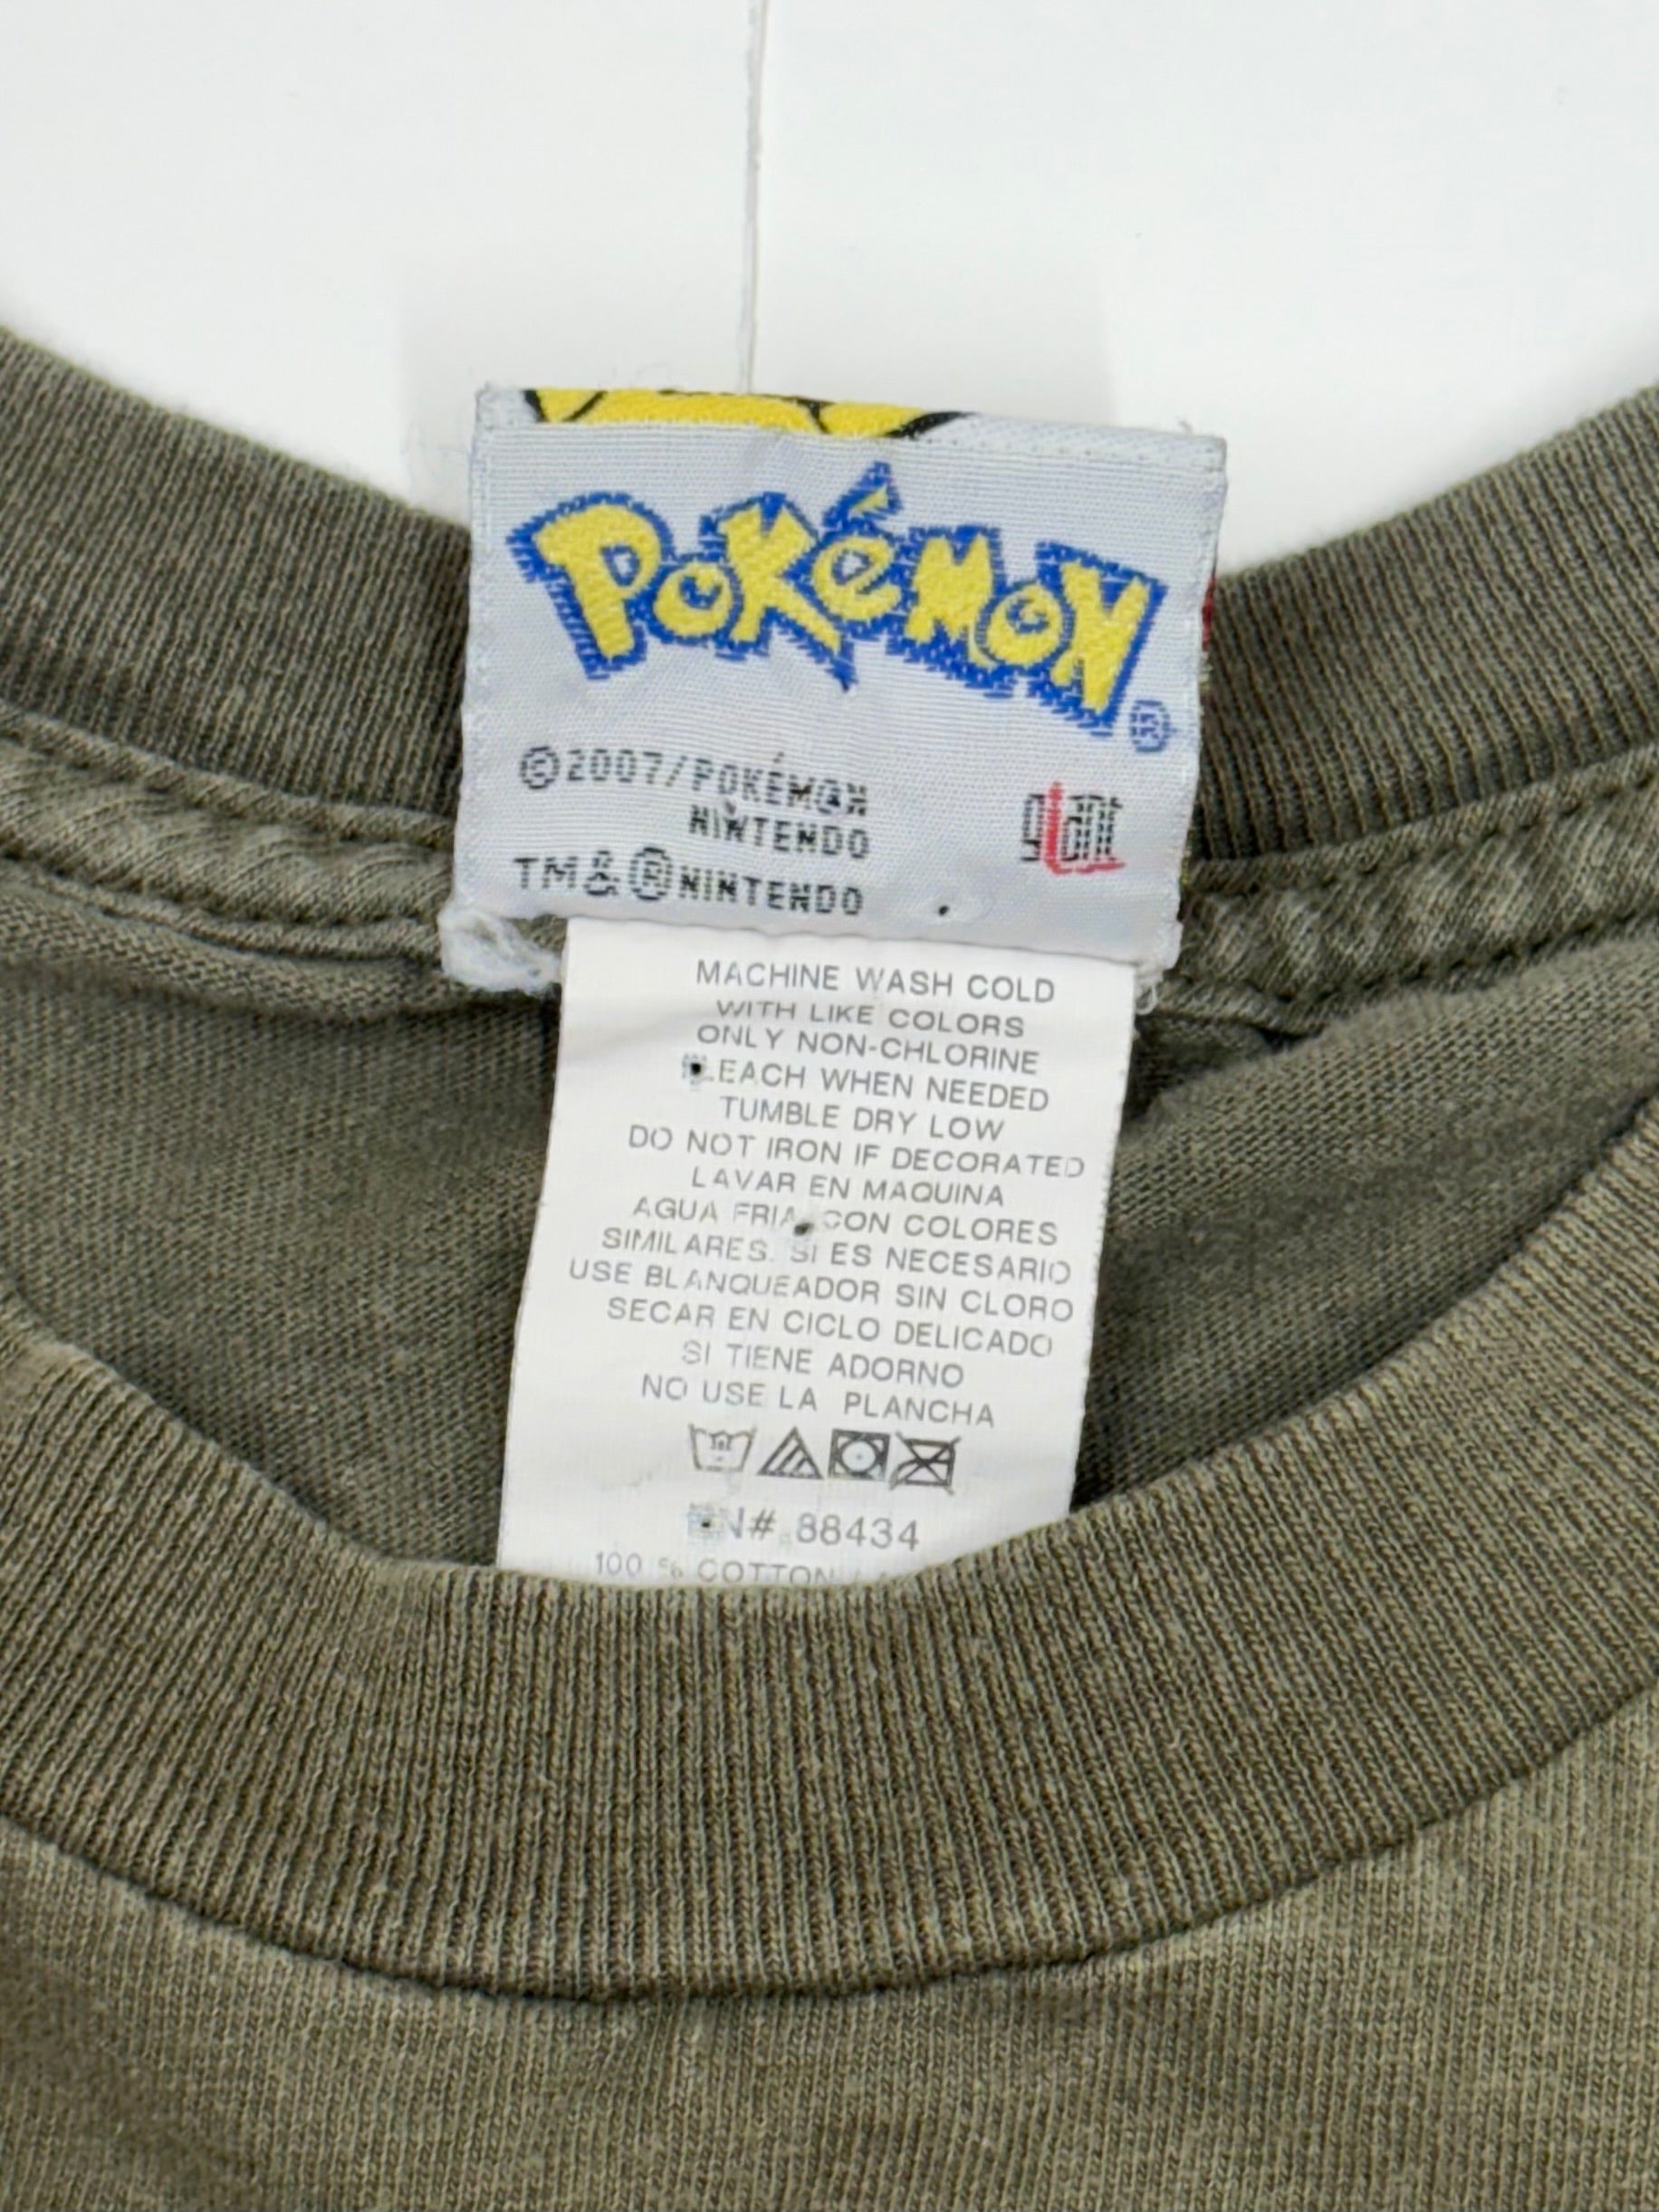 POKéMON®
©2007/POKÉMON
NINTENDO
TM&®NINTENDO
giant
MACHINE WASH COLD
WITH LIKE COLORS
ONLY NON-CHLORINE
LEACH WHEN NEEDED
TUMBLE DRY LOW
DO NOT IRON IF DECORATED
LAVAR EN MAQUINA
AGUA FRIA, CON COLORES
SIMILARES. SI ES NECESARIO
USE BLANQUEADOR SIN CLORO
SECAR EN CICLO DELICADO
SI TIENE ADORNO
NO USE LA PLANCHA
N# 88434
100 % COTTON